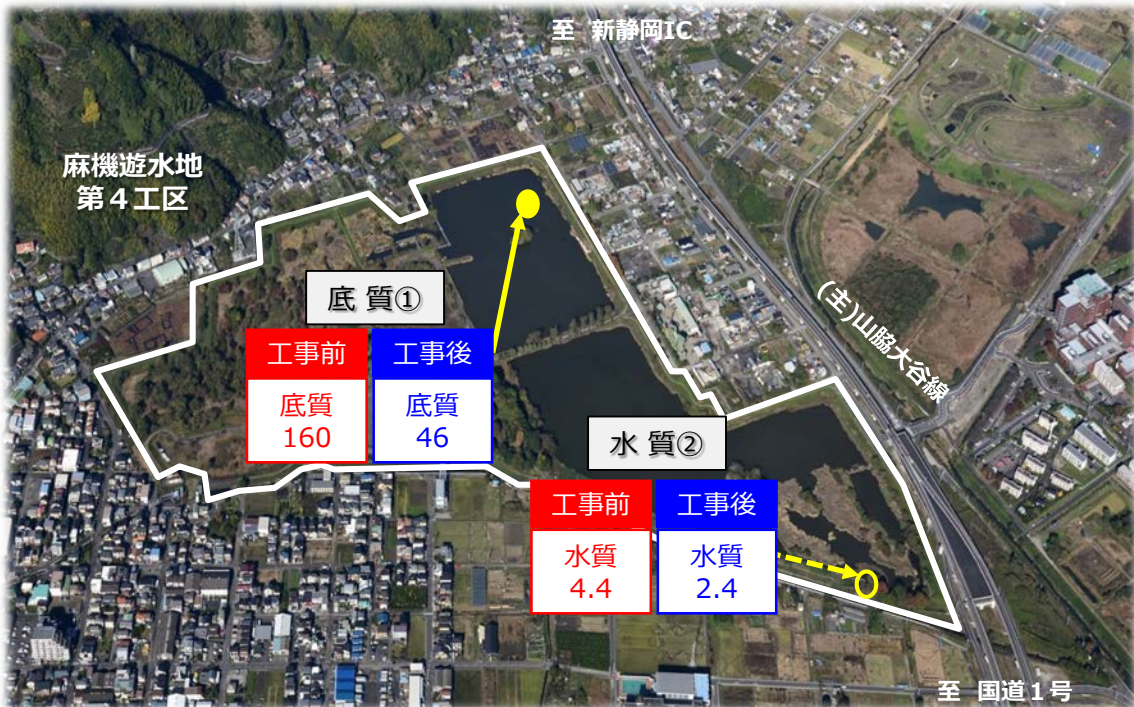 至 新静岡IC
麻機遊水地
第４工区
(主)山脇大谷線
底 質①
工事前 工事後
底質 底質
160 46
水 質②
工事前 工事後
水質 水質
4.4 2.4
至 国道１号